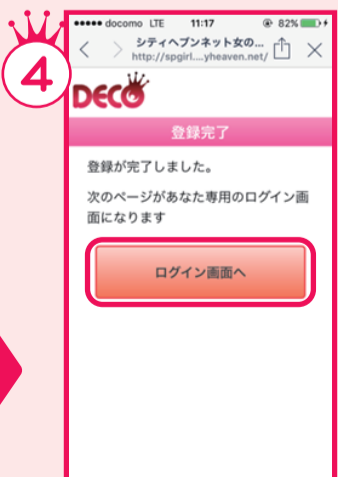 4
docomo LTE 11:17 82%
シティヘブンネット女の...
http://spgirl....yheaven.net/
DECO
登録完了
登録が完了しました。
次のページがあなた専用のログイン画
面になります
ログイン画面へ